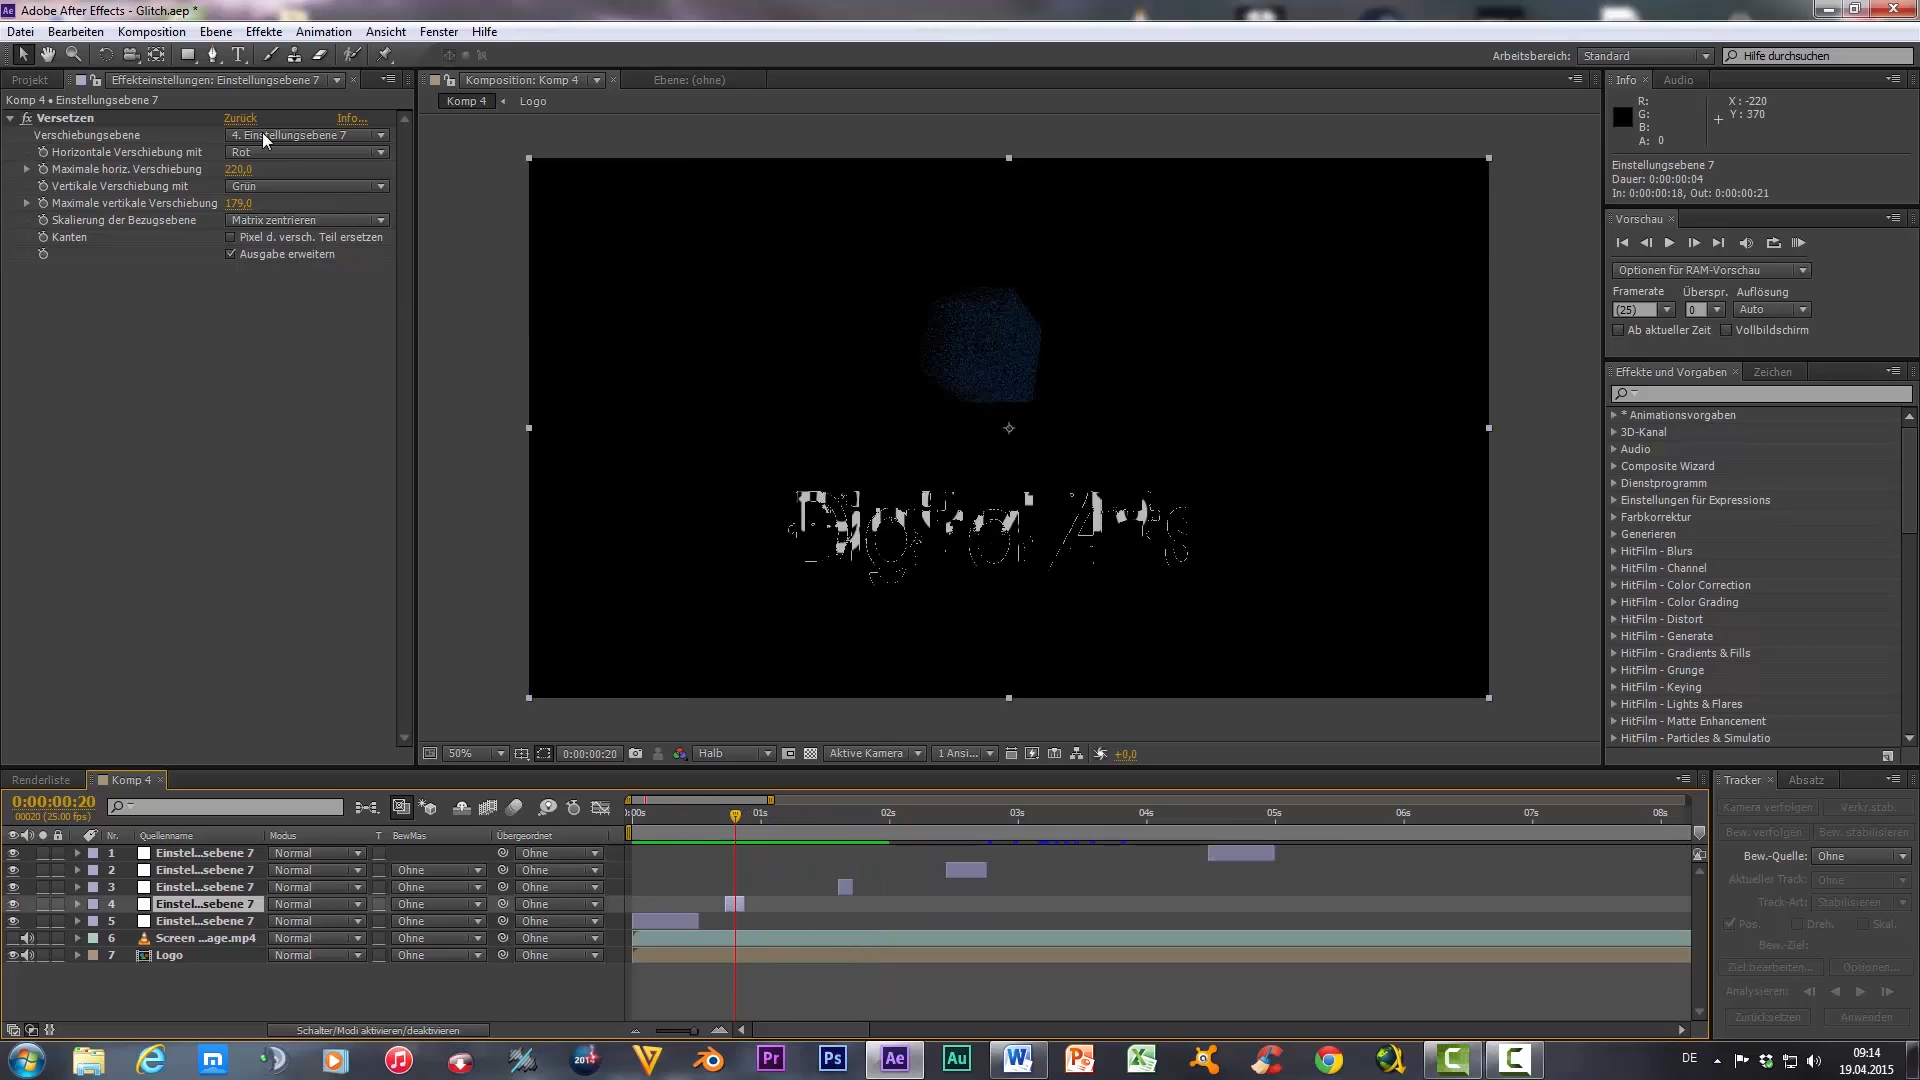 Adobe After Effects - Glitch.aep *
Datei Bearbeiten Komposition Ebene Effekte Animation Ansicht Fenster Hilfe
Arbeitsbereich: Standard Hilfe durchsuchen
Projekt Effekteinstellungen: Einstellungsebene 7
Komposition: Komp 4 Ebene: (ohne)
Info Audio
Komp 4 • Einstellungsebene 7
Komp 4 Logo
R: X : -220
G: Y : 370
B:
A: 0
fx Versetzen Zurück Info...
Verschiebungsebene 4. Einstellungsebene 7
Horizontale Verschiebung mit Rot
Maximale horiz. Verschiebung 220,0
Vertikale Verschiebung mit Grün
Maximale vertikale Verschiebung 179,0
Skalierung der Bezugsebene Matrix zentrieren
Kanten Pixel d. versch. Teil ersetzen
Ausgabe erweitern
Einstellungsebene 7
Dauer: 0:00:00:04
In: 0:00:00:18, Out: 0:00:00:21
Vorschau
Optionen für RAM-Vorschau
Framerate Überspr. Auflösung
(25) 0 Auto
Ab aktueller Zeit Vollbildschirm
Effekte und Vorgaben Zeichen
* Animationsvorgaben
3D-Kanal
Audio
Composite Wizard
Dienstprogramm
Einstellungen für Expressions
Farbkorrektur
Generieren
HitFilm - Blurs
HitFilm - Channel
HitFilm - Color Correction
HitFilm - Color Grading
HitFilm - Distort
HitFilm - Generate
HitFilm - Gradients & Fills
HitFilm - Grunge
HitFilm - Keying
HitFilm - Lights & Flares
HitFilm - Matte Enhancement
HitFilm - Particles & Simulatio
Digital Arts
50% 0:00:00:20 Halb Aktive Kamera 1 Ansi... +0,0
Renderliste Komp 4
0:00:00:20
00020 (25.00 fps)
):00s 01s 02s 03s 04s 05s 06s 07s 08s
Nr. Quellenname Modus T BewMas Übergeordnet
1 Einstel...sebene 7 Normal Ohne
2 Einstel...sebene 7 Normal Ohne Ohne
3 Einstel...sebene 7 Normal Ohne Ohne
4 Einstel...sebene 7 Normal Ohne Ohne
5 Einstel...sebene 7 Normal Ohne Ohne
6 Screen ...age.mp4 Normal Ohne Ohne
7 Logo Normal Ohne Ohne
Schalter/Modi aktivieren/deaktivieren
Tracker Absatz
Kamera verfolgen Verkr.stab.
Bew. verfolgen Bew. stabilisieren
Bew.-Quelle: Ohne
Aktueller Track: Ohne
Track-Art: Stabilisieren
Pos. Dreh. Skal.
Bew.-Ziel:
Ziel bearbeiten... Optionen...
Analysieren:
Zurücksetzen Anwenden
2014 Pr Ps Ae Au
DE 09:14
19.04.2015